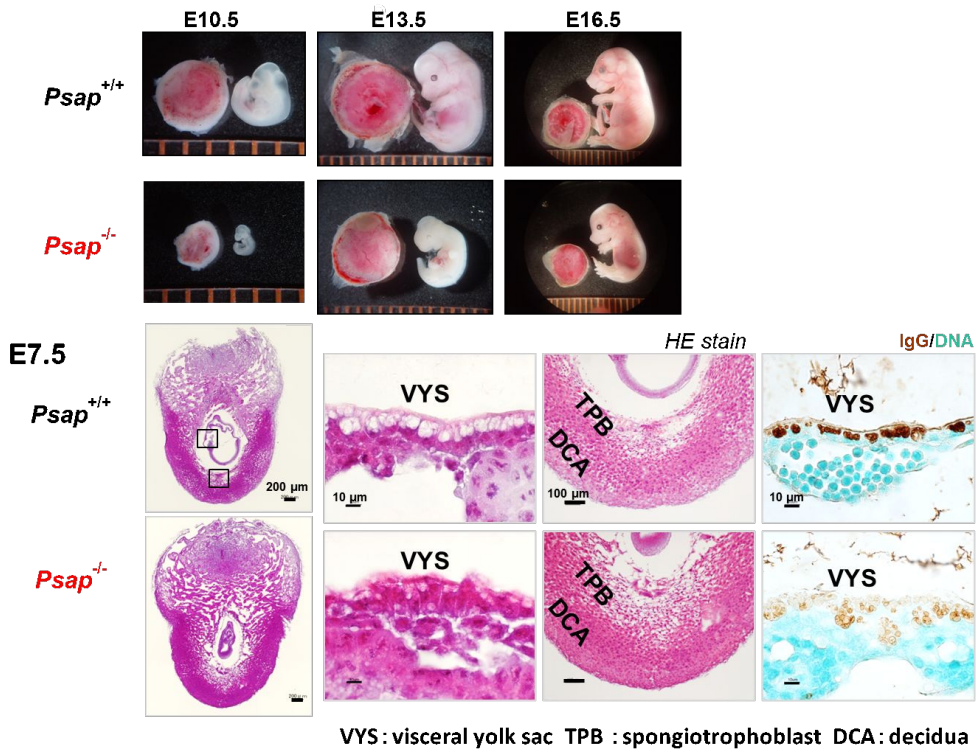 E10.5 E13.5 E16.5
Psap+/+
Psap-/-
E7.5 HE stain IgG/DNA
Psap+/+
VYS TPB DCA VYS
200 µm 10 µm 100 µm 10 µm
Psap-/-
VYS TPB DCA VYS
VYS : visceral yolk sac TPB : spongiotrophoblast DCA : decidua